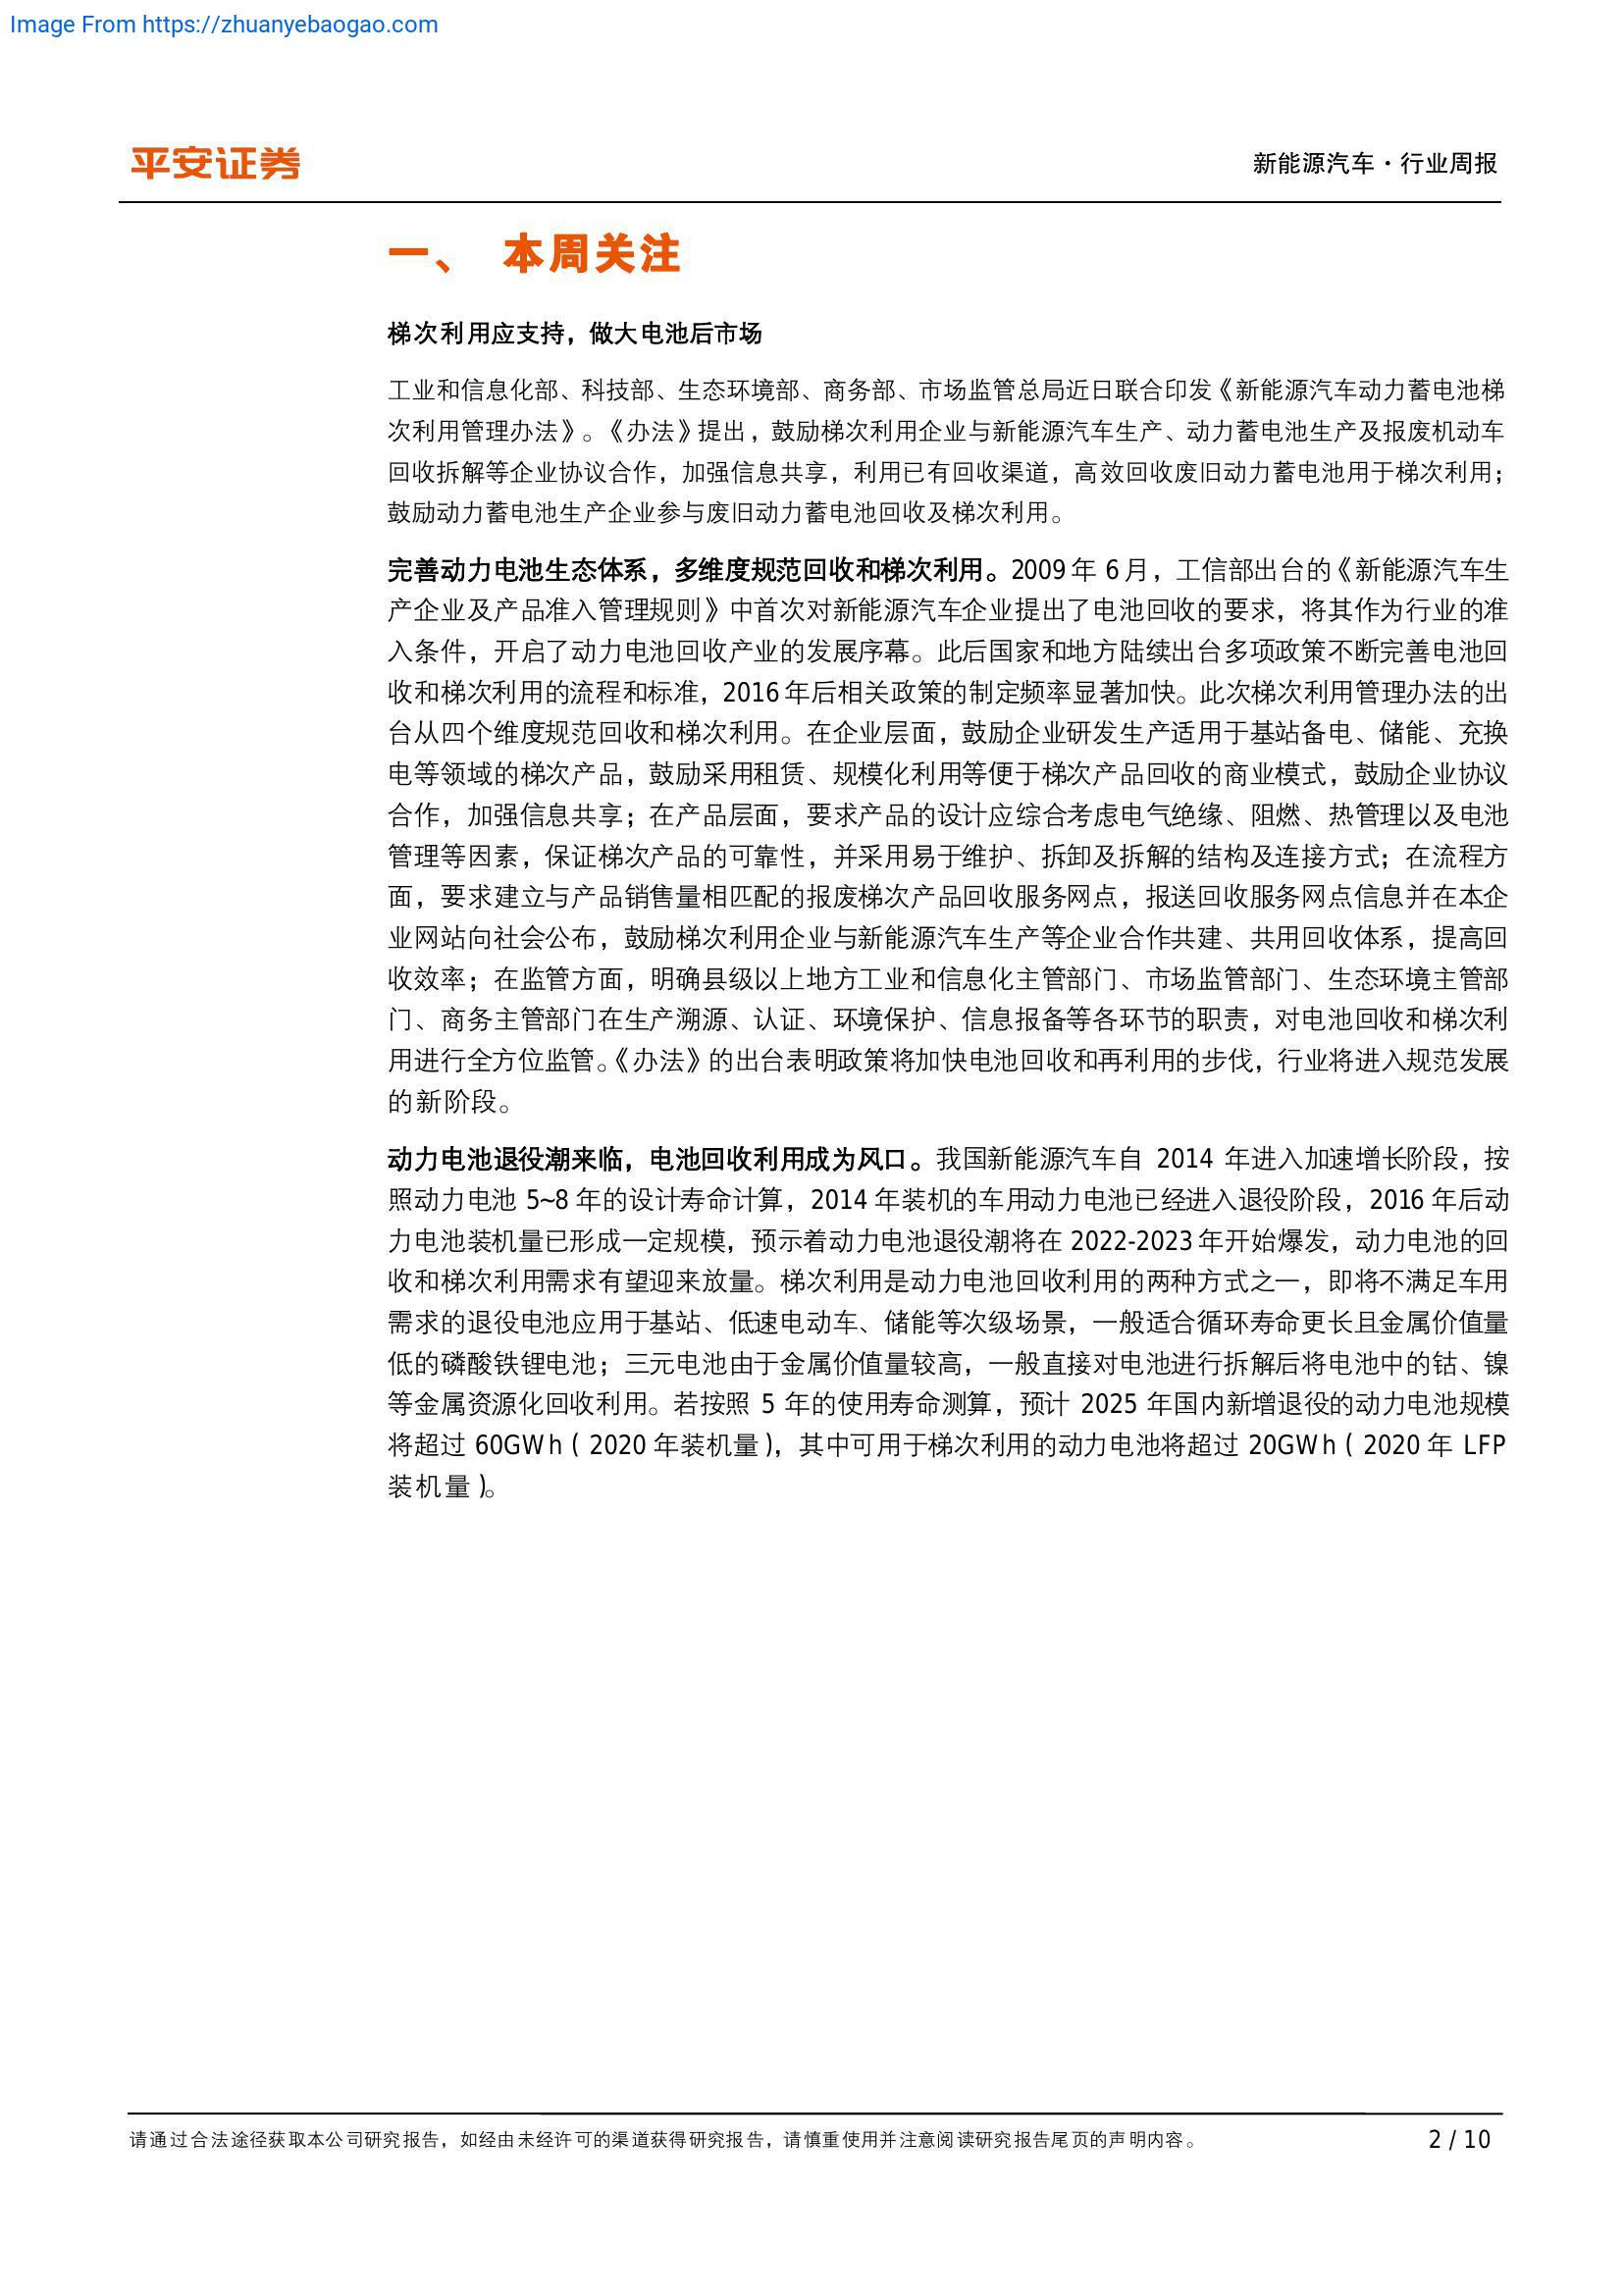 Image From https://zhuanyebaogao.com
平安证券
新能源汽车·行业周报
一、 本周关注
梯次利用应支持，做大电池后市场
工业和信息化部、科技部、生态环境部、商务部、市场监管总局近日联合印发《新能源汽车动力蓄电池梯
次利用管理办法》。《办法》提出，鼓励梯次利用企业与新能源汽车生产、动力蓄电池生产及报废机动车
回收拆解等企业协议合作，加强信息共享，利用已有回收渠道，高效回收废旧动力蓄电池用于梯次利用；
鼓励动力蓄电池生产企业参与废旧动力蓄电池回收及梯次利用。
完善动力电池生态体系，多维度规范回收和梯次利用。2009 年 6 月，工信部出台的《新能源汽车生
产企业及产品准入管理规则》中首次对新能源汽车企业提出了电池回收的要求，将其作为行业的准
入条件，开启了动力电池回收产业的发展序幕。此后国家和地方陆续出台多项政策不断完善电池回
收和梯次利用的流程和标准，2016 年后相关政策的制定频率显著加快。此次梯次利用管理办法的出
台从四个维度规范回收和梯次利用。在企业层面，鼓励企业研发生产适用于基站备电、储能、充换
电等领域的梯次产品，鼓励采用租赁、规模化利用等便于梯次产品回收的商业模式，鼓励企业协议
合作，加强信息共享；在产品层面，要求产品的设计应综合考虑电气绝缘、阻燃、热管理以及电池
管理等因素，保证梯次产品的可靠性，并采用易于维护、拆卸及拆解的结构及连接方式；在流程方
面，要求建立与产品销售量相匹配的报废梯次产品回收服务网点，报送回收服务网点信息并在本企
业网站向社会公布，鼓励梯次利用企业与新能源汽车生产等企业合作共建、共用回收体系，提高回
收效率；在监管方面，明确县级以上地方工业和信息化主管部门、市场监管部门、生态环境主管部
门、商务主管部门在生产溯源、认证、环境保护、信息报备等各环节的职责，对电池回收和梯次利
用进行全方位监管。《办法》的出台表明政策将加快电池回收和再利用的步伐，行业将进入规范发展
的新阶段。
动力电池退役潮来临，电池回收利用成为风口。我国新能源汽车自 2014 年进入加速增长阶段，按
照动力电池 5~8 年的设计寿命计算，2014 年装机的车用动力电池已经进入退役阶段，2016 年后动
力电池装机量已形成一定规模，预示着动力电池退役潮将在 2022-2023 年开始爆发，动力电池的回
收和梯次利用需求有望迎来放量。梯次利用是动力电池回收利用的两种方式之一，即将不满足车用
需求的退役电池应用于基站、低速电动车、储能等次级场景，一般适合循环寿命更长且金属价值量
低的磷酸铁锂电池；三元电池由于金属价值量较高，一般直接对电池进行拆解后将电池中的钴、镍
等金属资源化回收利用。若按照 5 年的使用寿命测算，预计 2025 年国内新增退役的动力电池规模
将超过 60GWh（2020 年装机量），其中可用于梯次利用的动力电池将超过 20GWh（2020 年 LFP
装机量）。
请通过合法途径获取本公司研究报告，如经由未经许可的渠道获得研究报告，请慎重使用并注意阅读研究报告尾页的声明内容。
2 / 10